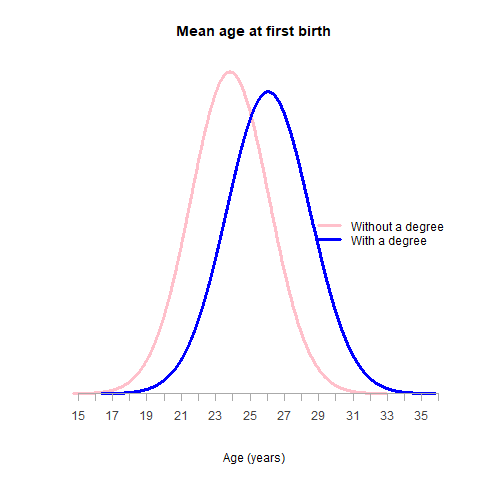 Mean age at first birth
Without a degree
With a degree
15 17 19 21 23 25 27 29 31 33 35
Age (years)